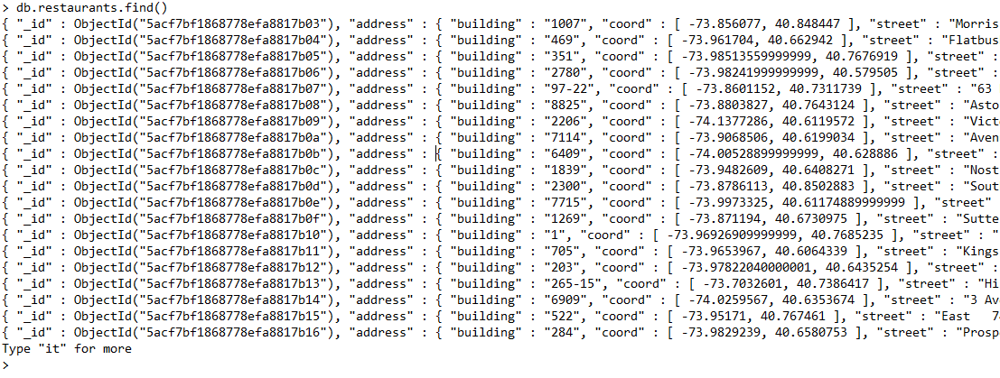 > db.restaurants.find()
{ "_id" : ObjectId("5acf7bf1868778efa8817b03"), "address" : { "building" : "1007", "coord" : [ -73.856077, 40.848447 ], "street" : "Morris
{ "_id" : ObjectId("5acf7bf1868778efa8817b04"), "address" : { "building" : "469", "coord" : [ -73.961704, 40.662942 ], "street" : "Flatbus
{ "_id" : ObjectId("5acf7bf1868778efa8817b05"), "address" : { "building" : "351", "coord" : [ -73.98513559999999, 40.7676919 ], "street" :
{ "_id" : ObjectId("5acf7bf1868778efa8817b06"), "address" : { "building" : "2780", "coord" : [ -73.98241999999999, 40.579505 ], "street" :
{ "_id" : ObjectId("5acf7bf1868778efa8817b07"), "address" : { "building" : "97-22", "coord" : [ -73.8601152, 40.7311739 ], "street" : "63
{ "_id" : ObjectId("5acf7bf1868778efa8817b08"), "address" : { "building" : "8825", "coord" : [ -73.8803827, 40.7643124 ], "street" : "Asto
{ "_id" : ObjectId("5acf7bf1868778efa8817b09"), "address" : { "building" : "2206", "coord" : [ -74.1377286, 40.6119572 ], "street" : "Vict
{ "_id" : ObjectId("5acf7bf1868778efa8817b0a"), "address" : { "building" : "7114", "coord" : [ -73.9068506, 40.6199034 ], "street" : "Aven
{ "_id" : ObjectId("5acf7bf1868778efa8817b0b"), "address" : { "building" : "6409", "coord" : [ -74.00528899999999, 40.628886 ], "street" :
{ "_id" : ObjectId("5acf7bf1868778efa8817b0c"), "address" : { "building" : "1839", "coord" : [ -73.9482609, 40.6408271 ], "street" : "Nost
{ "_id" : ObjectId("5acf7bf1868778efa8817b0d"), "address" : { "building" : "2300", "coord" : [ -73.8786113, 40.8502883 ], "street" : "Sout
{ "_id" : ObjectId("5acf7bf1868778efa8817b0e"), "address" : { "building" : "7715", "coord" : [ -73.9973325, 40.61174889999999 ], "street"
{ "_id" : ObjectId("5acf7bf1868778efa8817b0f"), "address" : { "building" : "1269", "coord" : [ -73.871194, 40.6730975 ], "street" : "Sutte
{ "_id" : ObjectId("5acf7bf1868778efa8817b10"), "address" : { "building" : "1", "coord" : [ -73.96926909999999, 40.7685235 ], "street" : "
{ "_id" : ObjectId("5acf7bf1868778efa8817b11"), "address" : { "building" : "705", "coord" : [ -73.9653967, 40.6064339 ], "street" : "Kings
{ "_id" : ObjectId("5acf7bf1868778efa8817b12"), "address" : { "building" : "203", "coord" : [ -73.97822040000001, 40.6435254 ], "street" :
{ "_id" : ObjectId("5acf7bf1868778efa8817b13"), "address" : { "building" : "265-15", "coord" : [ -73.7032601, 40.7386417 ], "street" : "Hi
{ "_id" : ObjectId("5acf7bf1868778efa8817b14"), "address" : { "building" : "6909", "coord" : [ -74.0259567, 40.6353674 ], "street" : "3 Av
{ "_id" : ObjectId("5acf7bf1868778efa8817b15"), "address" : { "building" : "522", "coord" : [ -73.95171, 40.767461 ], "street" : "East   7
{ "_id" : ObjectId("5acf7bf1868778efa8817b16"), "address" : { "building" : "284", "coord" : [ -73.9829239, 40.6580753 ], "street" : "Prosp
Type "it" for more
>